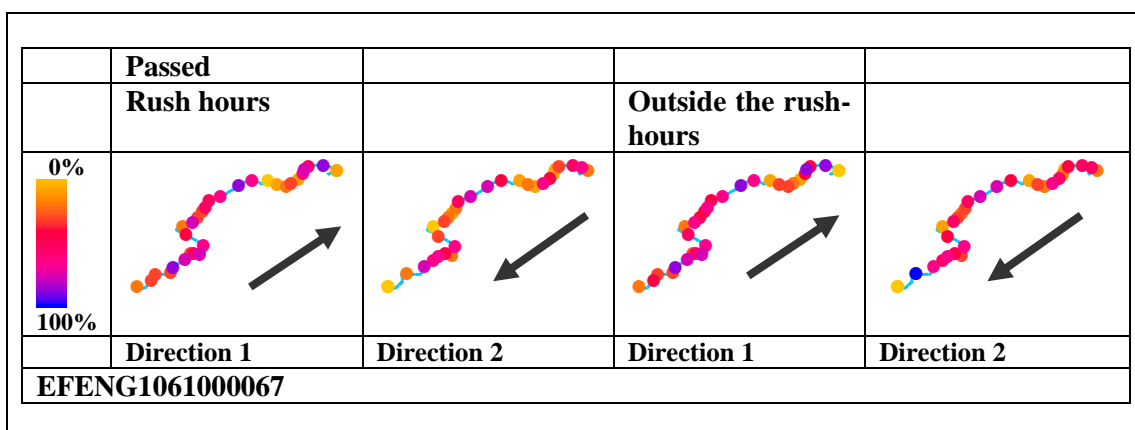 Passed
Rush hours
Outside the rush-
hours
0%
100%
Direction 1
Direction 2
Direction 1
Direction 2
EFENG1061000067